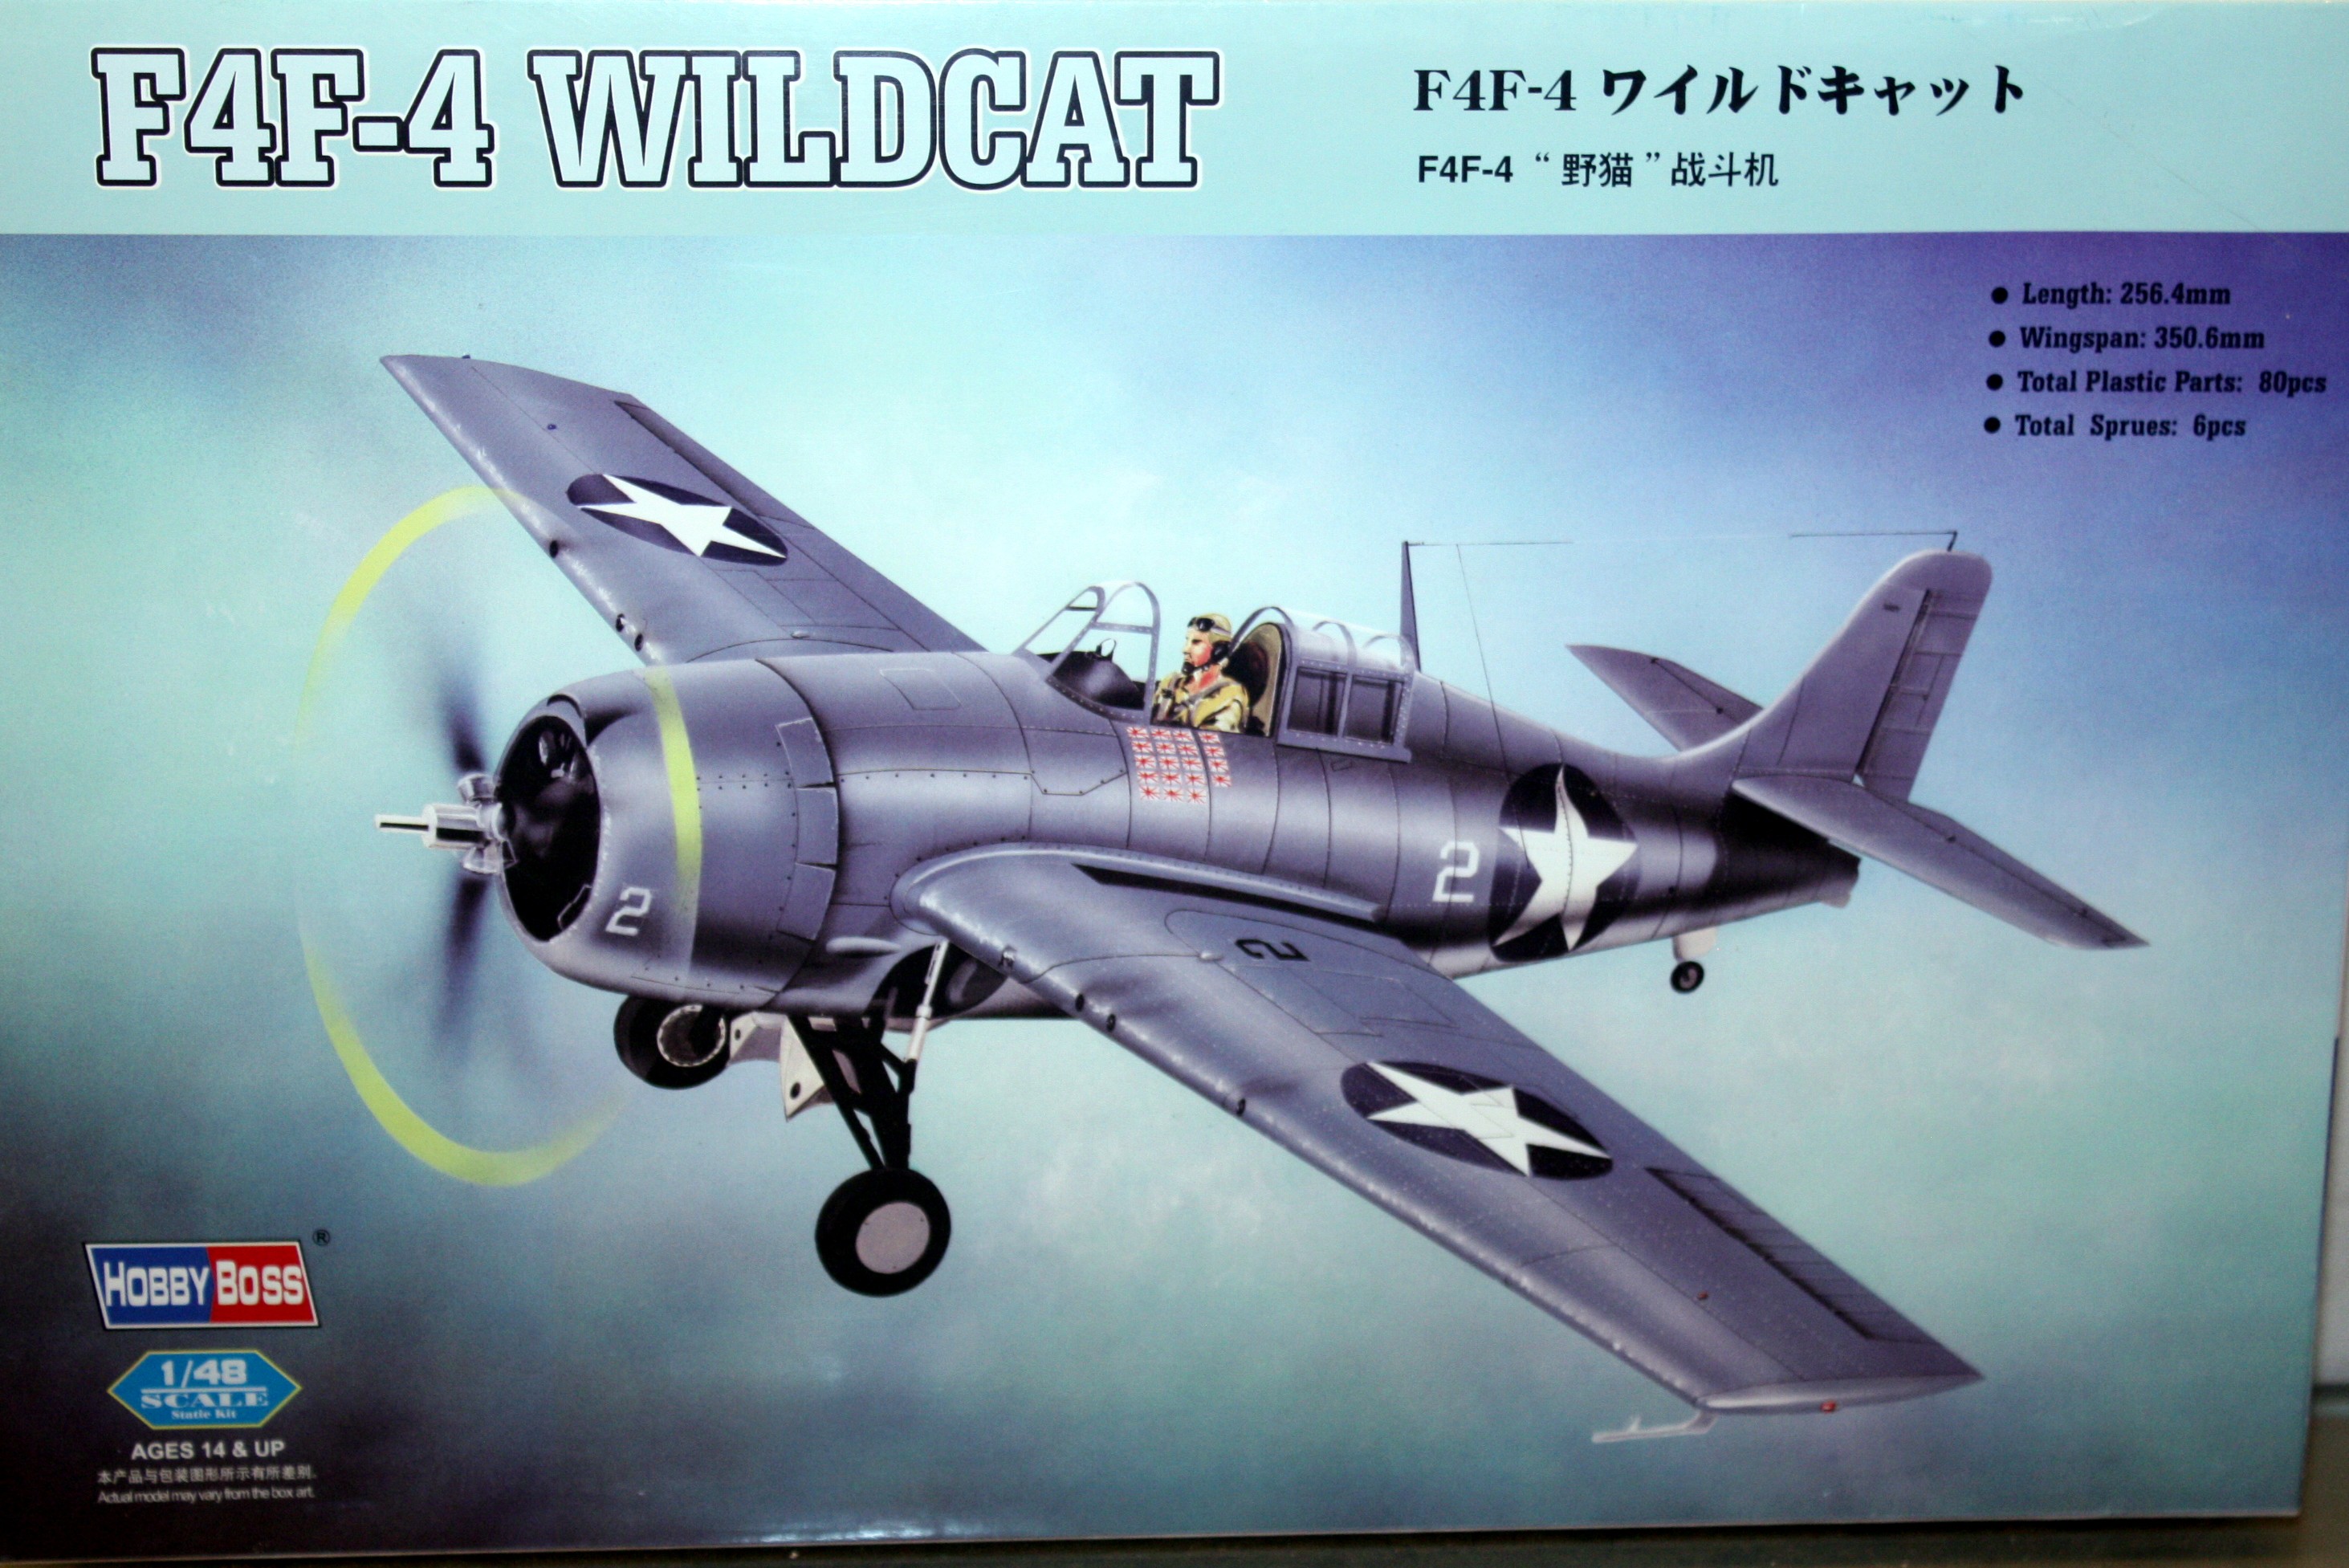 F4F-4 WILDCAT
F4F-4 ワイルドキャット
F4F-4 “野猫”战斗机
● Length: 256.4mm
● Wingspan: 350.6mm
● Total Plastic Parts: 80pcs
● Total Sprues: 6pcs
2
2
2
HOBBY BOSS ®
1/48
SCALE
Static Kit
AGES 14 & UP
本产品与包装图形所示有所差别.
Actual model may vary from the box art.